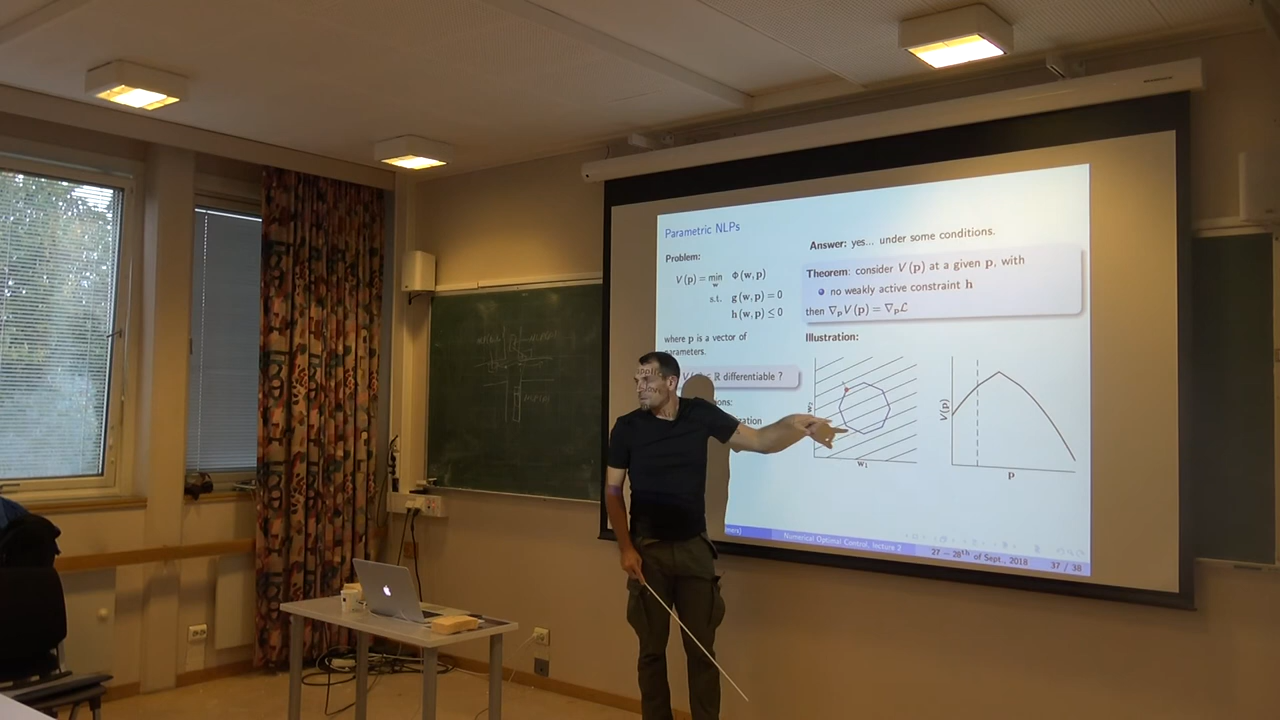 Parametric NLPs
Problem:
V (p) = min Φ (w, p)
w
s.t. g (w, p) = 0
h (w, p) ≤ 0
where p is a vector of
parameters.
ℝ differentiable ?
Answer: yes... under some conditions.
Theorem: consider V (p) at a given p, with
no weakly active constraint h
then ∇ₚV (p) = ∇ₚℒ
Illustration:
w₂
w₁
V(p)
p
Numerical Optimal Control, lecture 2
27 – 28th of Sept., 2018
37 / 38